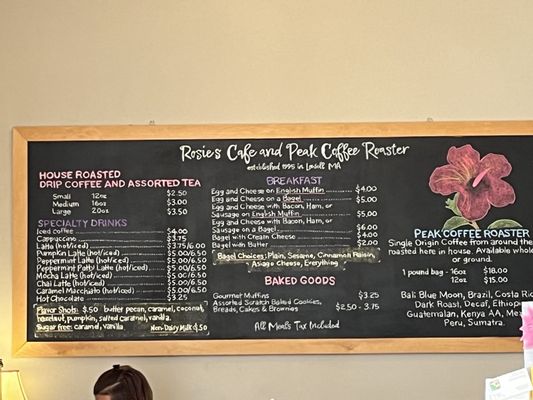 Rosie's Cafe and Peak Coffee Roaster
established 1995 in Lowell MA
HOUSE ROASTED
DRIP COFFEE AND ASSORTED TEA
Small 12oz $2.50
Medium 16oz $3.00
Large 20oz $3.50
SPECIALTY DRINKS
Iced coffee $4.00
Cappuccino $3.75
Latte (hot/iced) $3.75/6.00
Pumpkin Latte (hot/iced) $5.00/6.50
Peppermint Latte (hot/iced) $5.00/6.50
Peppermint Patty Latte (hot/iced) $5.00/6.50
Mocha Latte (hot/iced) $5.00/6.50
Chai Latte (hot/iced) $5.00/6.50
Caramel Macchiato (hot/iced) $5.00/6.50
Hot Chocolate $3.25
Flavor Shots: $.50 butter pecan, caramel, coconut,
hazelnut, pumpkin, salted caramel, vanilla.
Sugar free: caramel, vanilla. Non-Dairy Milk $.50
BREAKFAST
Egg and Cheese on English Muffin $4.00
Egg and Cheese on a Bagel $5.00
Egg and Cheese with Bacon, Ham, or
Sausage on English Muffin $5.00
Egg and Cheese with Bacon, Ham, or
Sausage on a Bagel $6.00
Bagel with Cream Cheese $4.00
Bagel with Butter $2.00
Bagel Choices: Plain, Sesame, Cinnamon Raisin,
Asiago Cheese, Everything
BAKED GOODS
Gourmet Muffins $3.25
Assorted Scratch Baked Cookies,
Breads, Cakes & Brownies $2.50 - 3.75
All Meals Tax Included
PEAK COFFEE ROASTER
Single Origin Coffee from around the
roasted here in house. Available whole
or ground.
1 pound bag - 16oz $18.00
12oz $15.00
Bali Blue Moon, Brazil, Costa Ric
Dark Roast, Decaf, Ethiop
Guatemalan, Kenya AA, Mex
Peru, Sumatra.